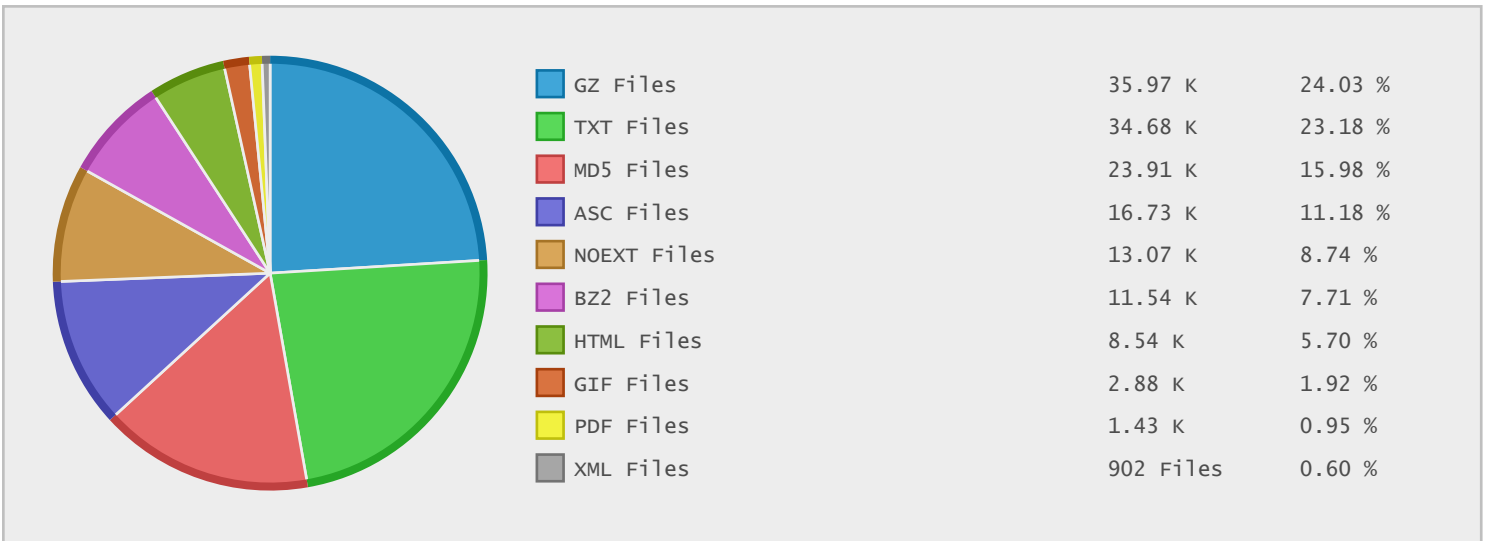 GZ Files 35.97 K 24.03 %
TXT Files 34.68 K 23.18 %
MD5 Files 23.91 K 15.98 %
ASC Files 16.73 K 11.18 %
NOEXT Files 13.07 K 8.74 %
BZ2 Files 11.54 K 7.71 %
HTML Files 8.54 K 5.70 %
GIF Files 2.88 K 1.92 %
PDF Files 1.43 K 0.95 %
XML Files 902 Files 0.60 %